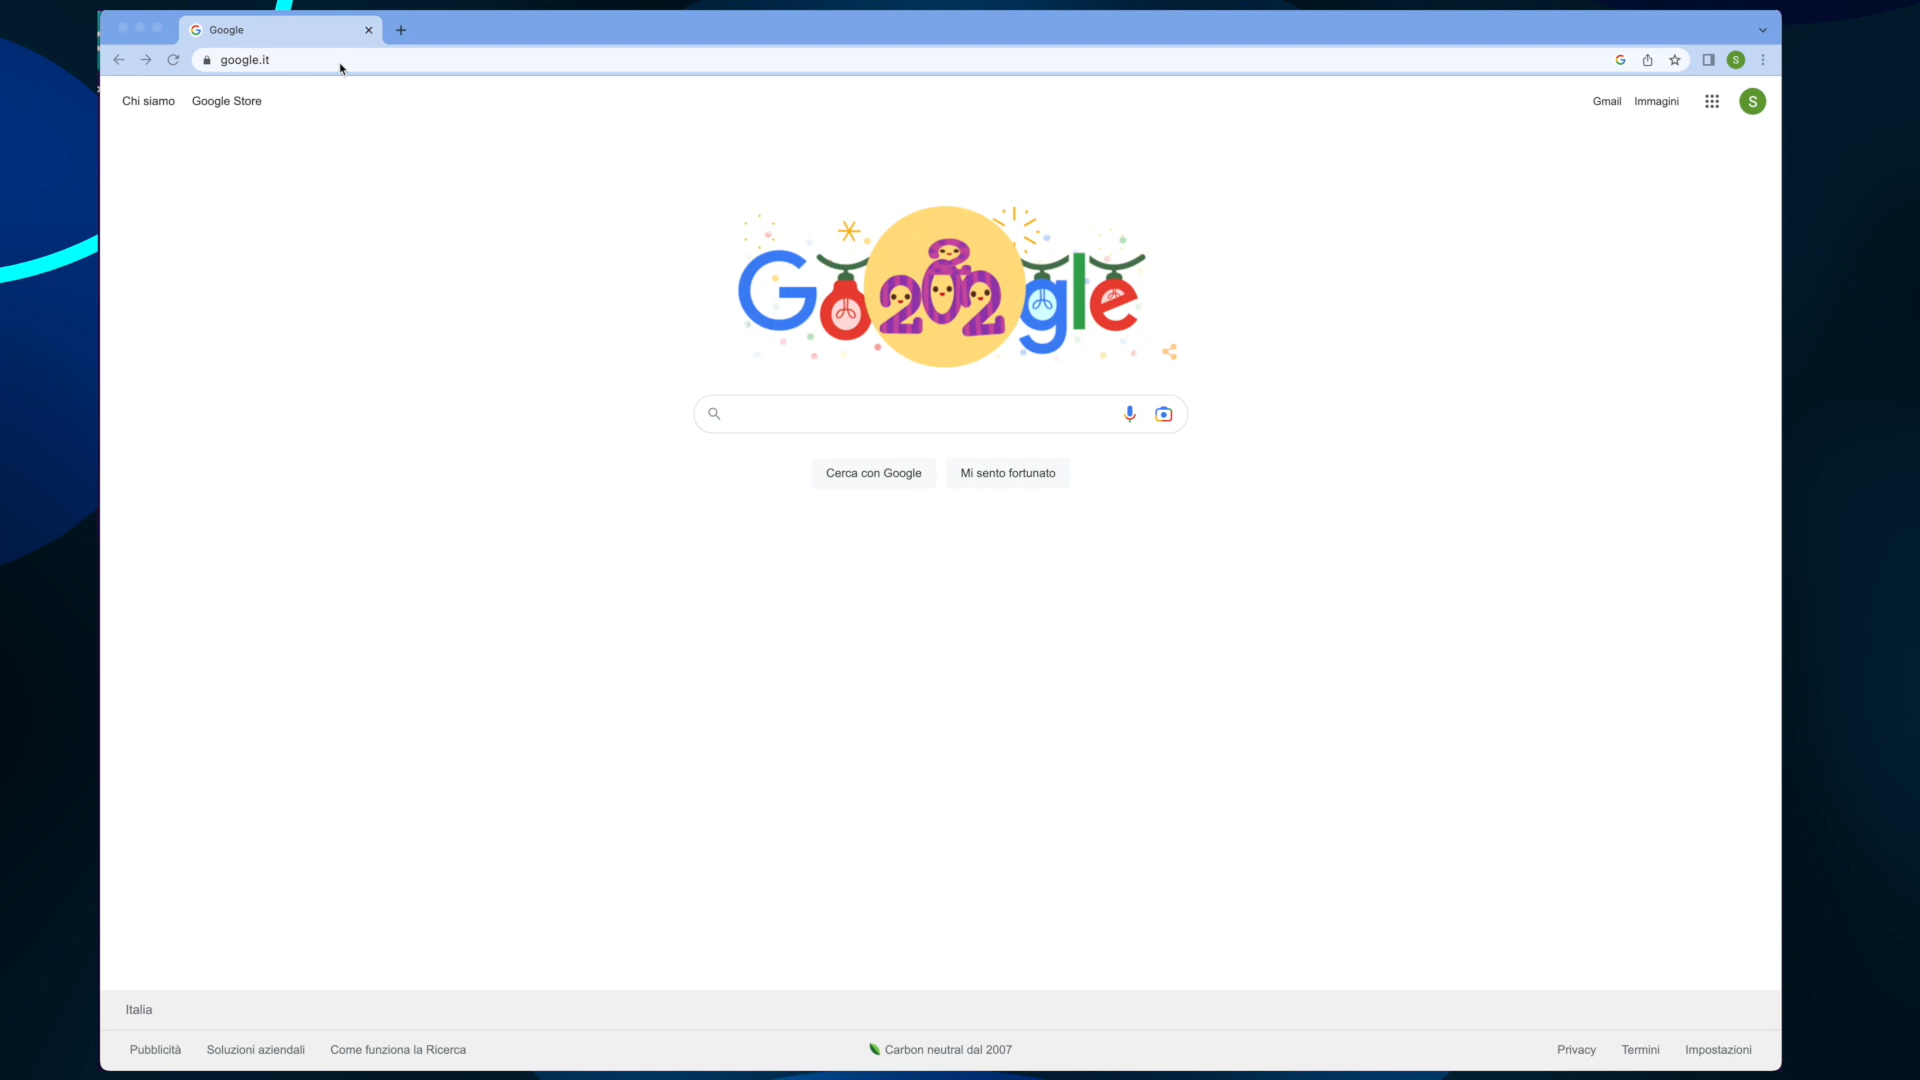 Google
google.it
S
Chi siamo Google Store
Gmail Immagini
S
Go202gle
Cerca con Google Mi sento fortunato
Italia
Pubblicità Soluzioni aziendali Come funziona la Ricerca
Carbon neutral dal 2007
Privacy Termini Impostazioni